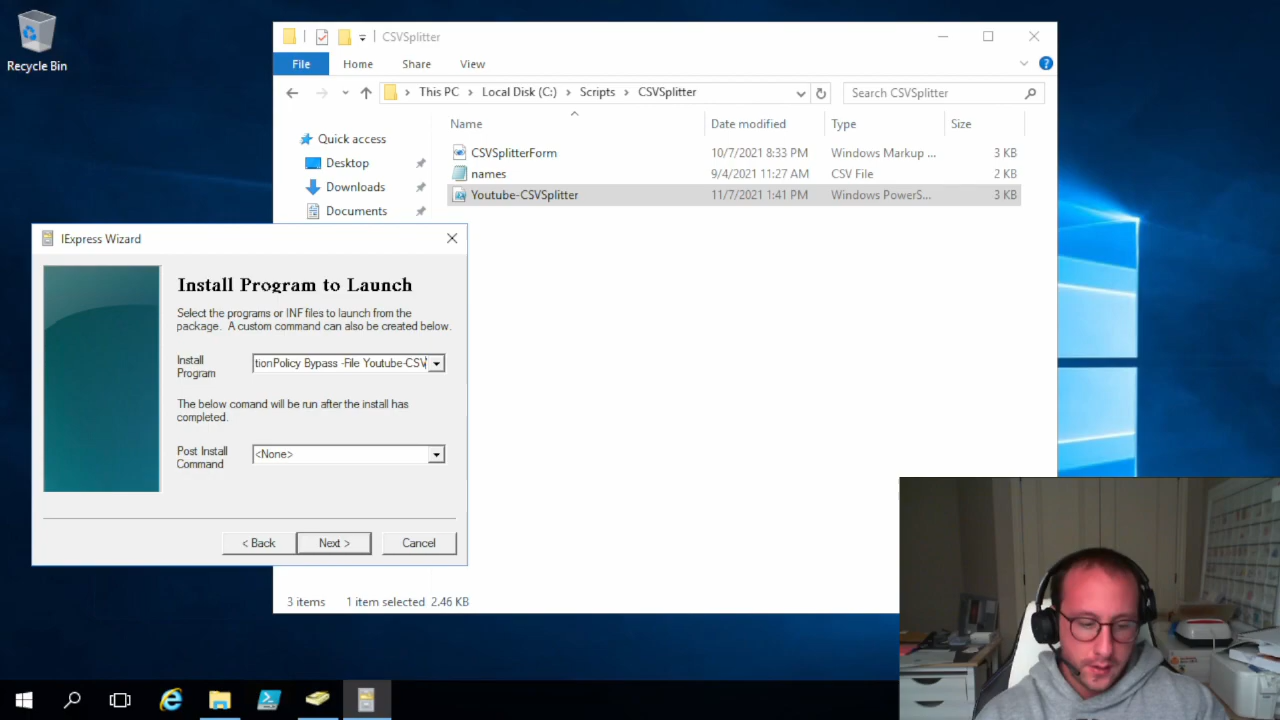 Recycle Bin
CSVSplitter
File
Home
Share
View
This PC
Local Disk (C:)
Scripts
CSVSplitter
Search CSVSplitter
Name
Date modified
Type
Size
Quick access
Desktop
Downloads
Documents
CSVSplitterForm
10/7/2021 8:33 PM
Windows Markup ...
3 KB
names
9/4/2021 11:27 AM
CSV File
2 KB
Youtube-CSVSplitter
11/7/2021 1:41 PM
Windows PowerS...
3 KB
IExpress Wizard
Install Program to Launch
Select the programs or INF files to launch from the
package. A custom command can also be created below.
Install
Program
tionPolicy Bypass -File Youtube-CSV
The below comand will be run after the install has
completed.
Post Install
Command
<None>
< Back
Next >
Cancel
3 items
1 item selected
2.46 KB